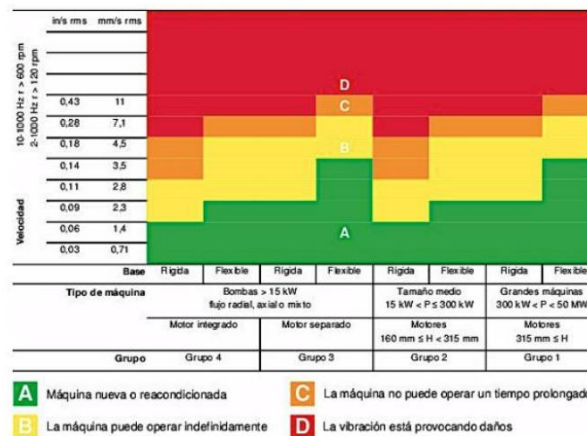 in/s rms mm/s rms
10-1000 Hz r > 600 rpm
2-1000 Hz r > 120 rpm
Velocidad
0,43 11
0,28 7,1
0,18 4,5
0,14 3,5
0,11 2,8
0,09 2,3
0,06 1,4
0,03 0,71
D
C
B
A
Base Rígida Flexible Rígida Flexible Rígida Flexible Rígida Flexible
Tipo de máquina Bombas > 15 kW Tamaño medio Grandes máquinas
flujo radial, axial o mixto 15 kW < P ≤ 300 kW 300 kW < P < 50 MW
Motor integrado Motor separado Motores Motores
160 mm ≤ H < 315 mm 315 mm ≤ H
Grupo Grupo 4 Grupo 3 Grupo 2 Grupo 1
A Máquina nueva o reacondicionada
C La máquina no puede operar un tiempo prolongado
B La máquina puede operar indefinidamente
D La vibración está provocando daños